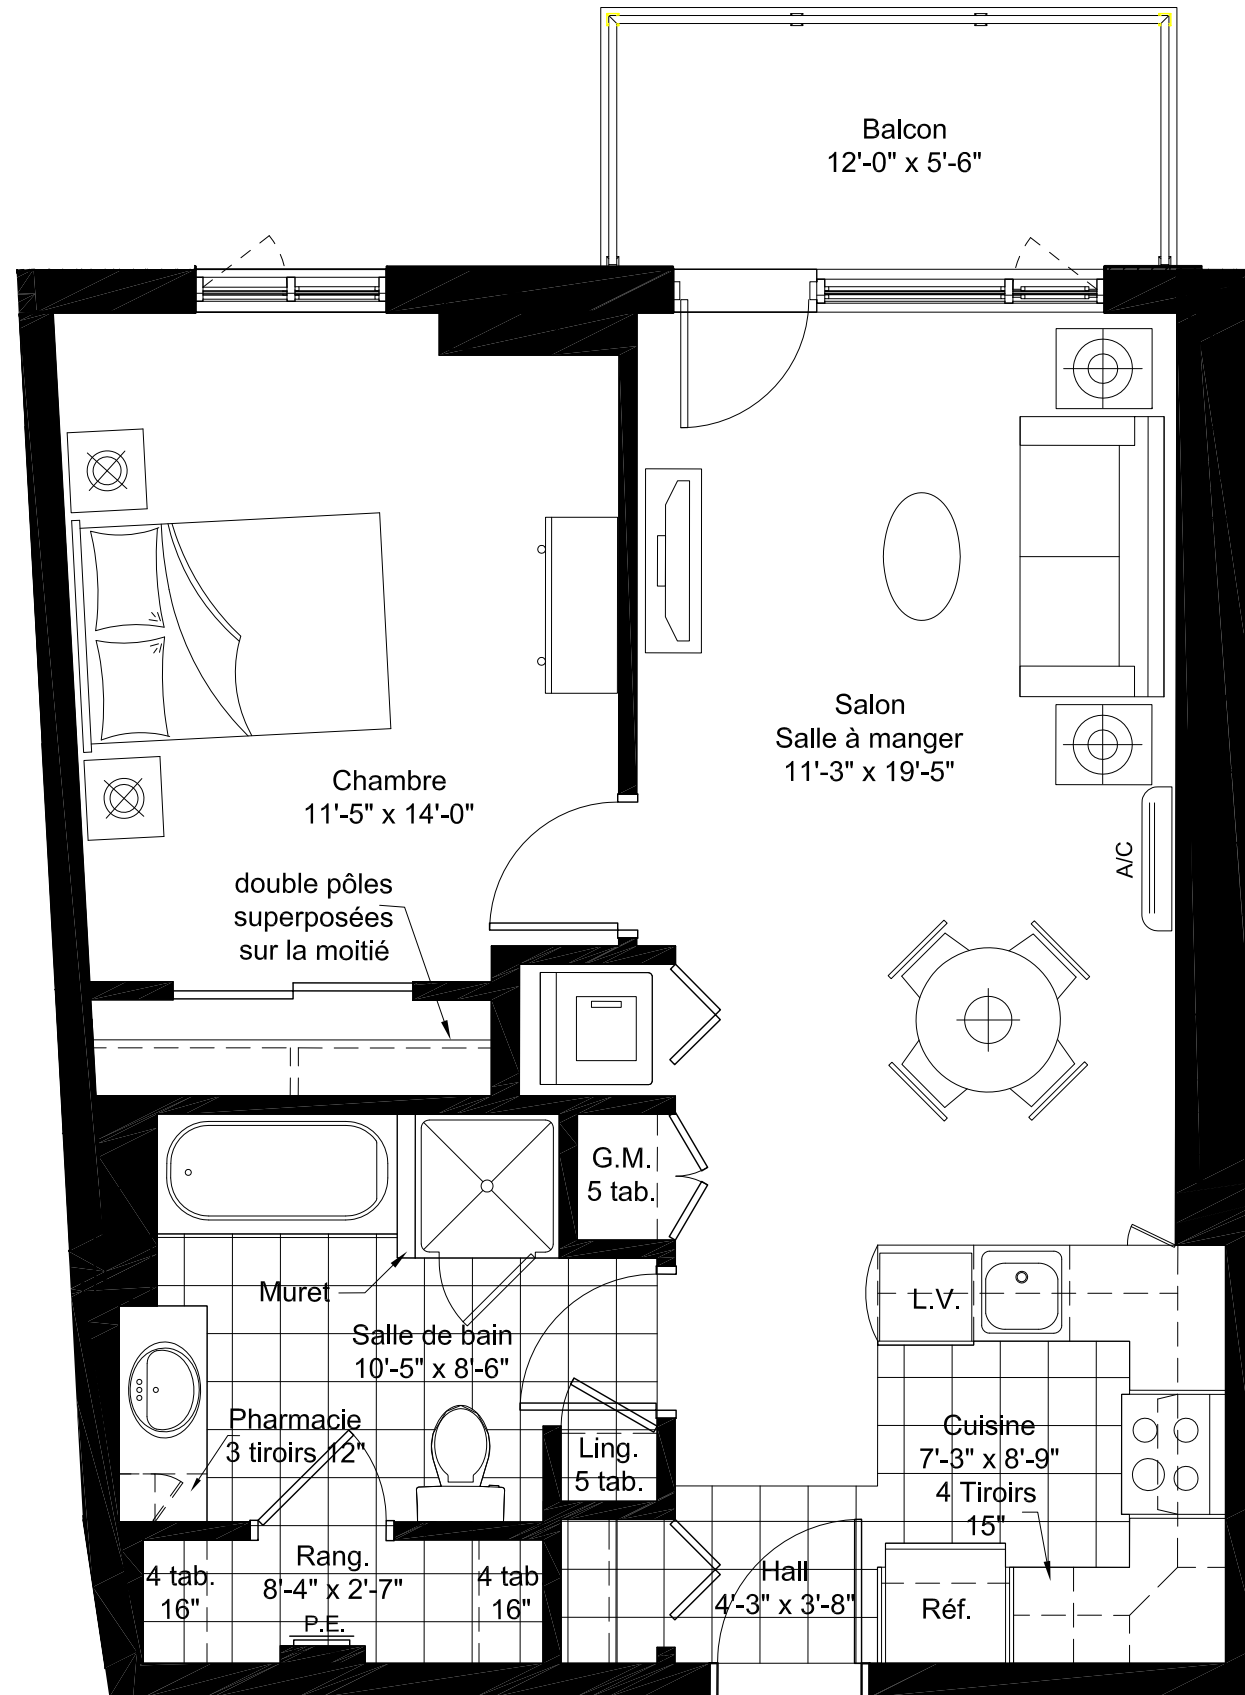 Balcon
12'-0" x 5'-6"
Salon
Salle à manger
11'-3" x 19'-5"
Chambre
11'-5" x 14'-0"
A/C
double pôles
superposées
sur la moitié
G.M.
5 tab.
Muret
L.V.
Salle de bain
10'-5" x 8'-6"
Pharmacie
3 tiroirs 12"
Ling.
5 tab.
Cuisine
7'-3" x 8'-9"
4 Tiroirs
15"
4 tab.
16"
Rang.
8'-4" x 2'-7"
P.E.
4 tab
16"
Hall
4'-3" x 3'-8"
Réf.